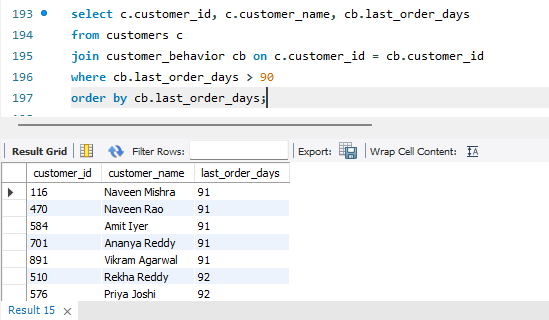 193 select c.customer_id, c.customer_name, cb.last_order_days
194 from customers c
195 join customer_behavior cb on c.customer_id = cb.customer_id
196 where cb.last_order_days > 90
197 order by cb.last_order_days;
Result Grid Filter Rows: Export: Wrap Cell Content:
customer_id customer_name last_order_days
116 Naveen Mishra 91
470 Naveen Rao 91
584 Amit Iyer 91
701 Ananya Reddy 91
891 Vikram Agarwal 91
510 Rekha Reddy 92
576 Priya Joshi 92
Result 15